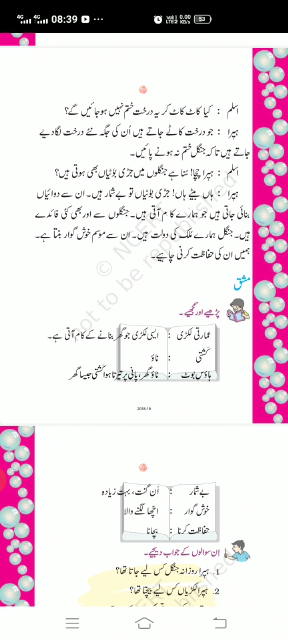 08:39
53
اسلم : کیا کاٹ کاٹ کر یہ درخت ختم نہیں ہو جائیں گے؟
ہیرا : جو درخت کاٹے جاتے ہیں اُن کی جگہ نئے درخت لگا دیے
جاتے ہیں تاکہ جنگل ختم نہ ہونے پائیں۔
اسلم : ہیرا چچا! سُنا ہے جنگلوں میں جڑی بوٹیاں بھی ہوتی ہیں؟
ہیرا : ہاں بیٹے ہاں! جڑی بوٹیاں تو بے شمار ہیں۔ ان سے دوائیاں
بنائی جاتی ہیں جو ہمارے کام آتی ہیں۔ جنگلوں سے اور بھی کئی فائدے
ہیں۔ جنگل ہمارے ملک کی دولت ہیں۔ ان سے موسم خوش گوار بنتا ہے۔
ہمیں ان کی حفاظت کرنی چاہیے۔
مشق
پڑھیے اور سمجھیے۔
عمارتی لکڑی : ایسی لکڑی جو گھر بنانے کے کام آتی ہے۔
کشتی : ناؤ
ہاؤس بوٹ : ناؤ گھر، پانی پر تیرتا ہوا کشتی جیسا گھر
بے شمار : اَن گنت، بہت زیادہ
خوش گوار : اچھا لگنے والا
حفاظت کرنا : بچانا
اِن سوالوں کے جواب دیجیے۔
1. ہیرا روزانہ جنگل کس لیے جاتا تھا؟
2. ہیرا لکڑیاں کس لیے بیچتا تھا؟